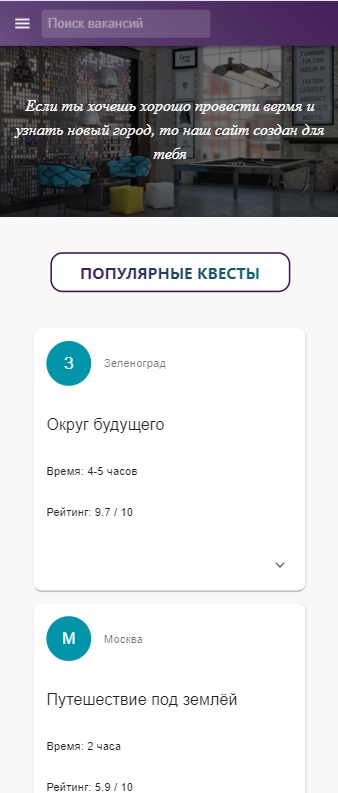 Поиск вакансий
Если ты хочешь хорошо провести вермя и
узнать новый город, то наш сайт создан для
тебя
ПОПУЛЯРНЫЕ КВЕСТЫ
З
Зеленоград
Округ будущего
Время: 4-5 часов
Рейтинг: 9.7 / 10
М
Москва
Путешествие под землёй
Время: 2 часа
Рейтинг: 5.9 / 10